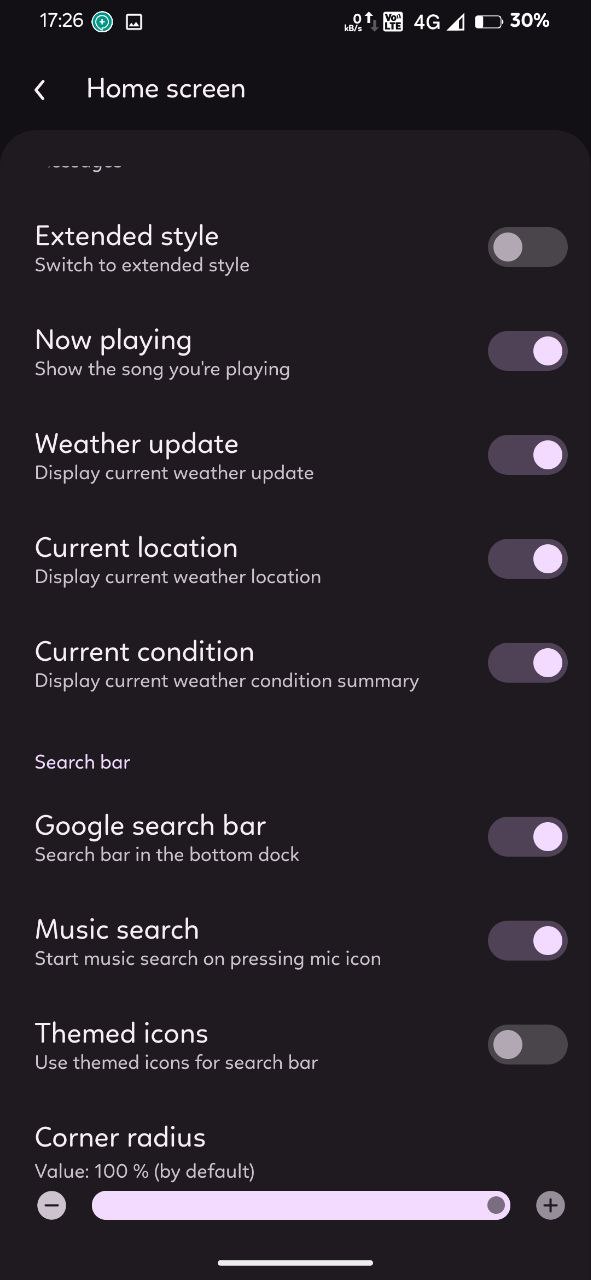 17:26
0 kB/s Vo LTE 4G 30%
Home screen
Extended style
Switch to extended style
Now playing
Show the song you're playing
Weather update
Display current weather update
Current location
Display current weather location
Current condition
Display current weather condition summary
Search bar
Google search bar
Search bar in the bottom dock
Music search
Start music search on pressing mic icon
Themed icons
Use themed icons for search bar
Corner radius
Value: 100 % (by default)